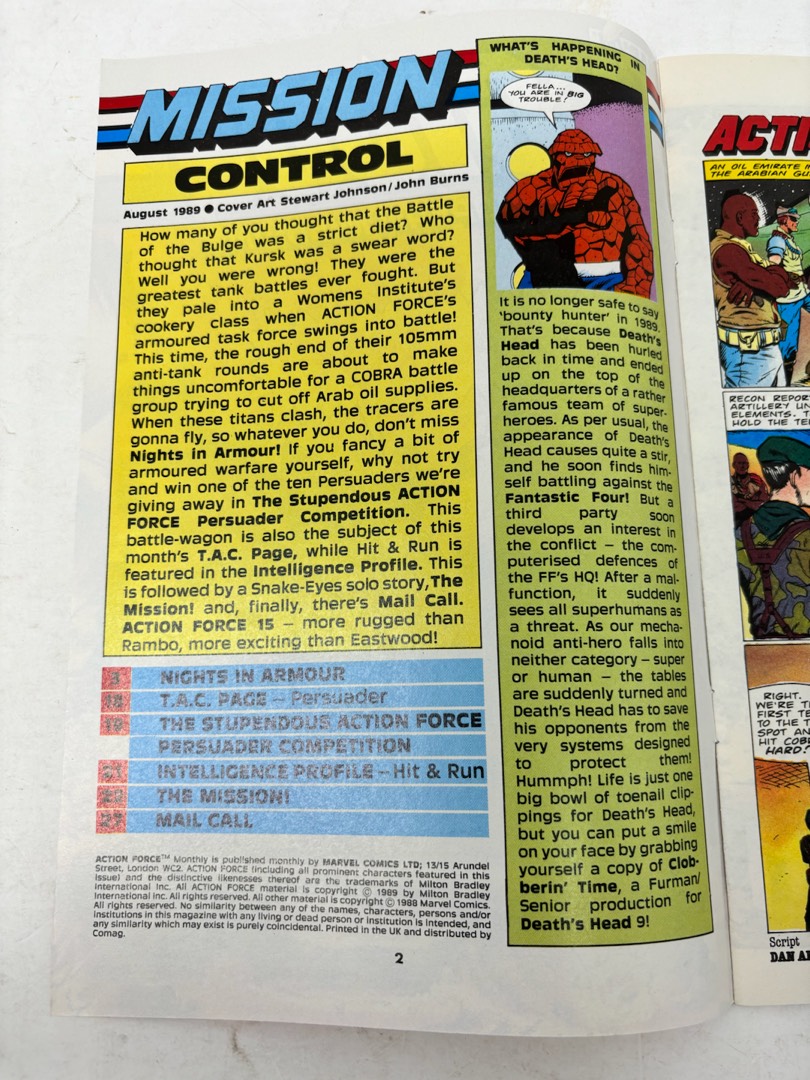 MISSION
CONTROL
August 1989 ● Cover Art Stewart Johnson/John Burns
How many of you thought that the Battle
of the Bulge was a strict diet? Who
thought that Kursk was a swear word?
Well you were wrong! They were the
greatest tank battles ever fought. But
they pale into a Womens Institute's
cookery class when ACTION FORCE'S
armoured task force swings into battle!
This time, the rough end of their 105mm
anti-tank rounds are about to make
things uncomfortable for a COBRA battle
group trying to cut off Arab oil supplies.
When these titans clash, the tracers are
gonna fly, so whatever you do, don't miss
Nights in Armour! If you fancy a bit of
armoured warfare yourself, why not try
and win one of the ten Persuaders we're
giving away in The Stupendous ACTION
FORCE Persuader Competition. This
battle-wagon is also the subject of this
month's T.A.C. Page, while Hit & Run is
featured in the Intelligence Profile. This
is followed by a Snake-Eyes solo story, The
Mission! and, finally, there's Mail Call.
ACTION FORCE 15 – more rugged than
Rambo, more exciting than Eastwood!
3 NIGHTS IN ARMOUR
T.A.C. PAGE – Persuader
THE STUPENDOUS ACTION FORCE
PERSUADER COMPETITION
21 INTELLIGENCE PROFILE – Hit & Run
THE MISSION!
27 MAIL CALL
ACTION FORCE™ Monthly is published monthly by MARVEL COMICS LTD; 13/15 Arundel
Street, London WC2. ACTION FORCE (including all prominent characters featured in this
issue) and the distinctive likenesses thereof are the trademarks of Milton Bradley
International Inc. All ACTION FORCE material is copyright © 1989 by Milton Bradley
International Inc. All rights reserved. All other material is copyright © 1988 Marvel Comics.
All rights reserved. No similarity between any of the names, characters, persons and/or
institutions in this magazine with any living or dead person or institution is intended, and
any similarity which may exist is purely coincidental. Printed in the UK and distributed by
Comag.
2
WHAT'S HAPPENING IN
DEATH'S HEAD?
FELLA...
YOU ARE IN BIG
TROUBLE!
It is no longer safe to say
'bounty hunter' in 1989.
That's because Death's
Head has been hurled
back in time and ended
up on the top of the
headquarters of a rather
famous team of super-
heroes. As per usual, the
appearance of Death's
Head causes quite a stir,
and he soon finds him-
self battling against the
Fantastic Four! But a
third party soon
develops an interest in
the conflict – the com-
puterised defences of
the FF's HQ! After a mal-
function, it suddenly
sees all superhumans as
a threat. As our mecha-
noid anti-hero falls into
neither category – super
or human – the tables
are suddenly turned and
Death's Head has to save
his opponents from the
very systems designed
to protect them!
Hummph! Life is just one
big bowl of toenail clip-
pings for Death's Head,
but you can put a smile
on your face by grabbing
yourself a copy of Clob-
berin' Time, a Furman/
Senior production for
Death's Head 9!
ACTI
AN OIL EMIRATE I
THE ARABIAN GU
RECON REPOR
ARTILLERY UN
ELEMENTS. T
HOLD THE TE
RIGHT.
WE'RE T
FIRST TE
TO THE T
SPOT AN
HIT COB
HARD!
Script
DAN A